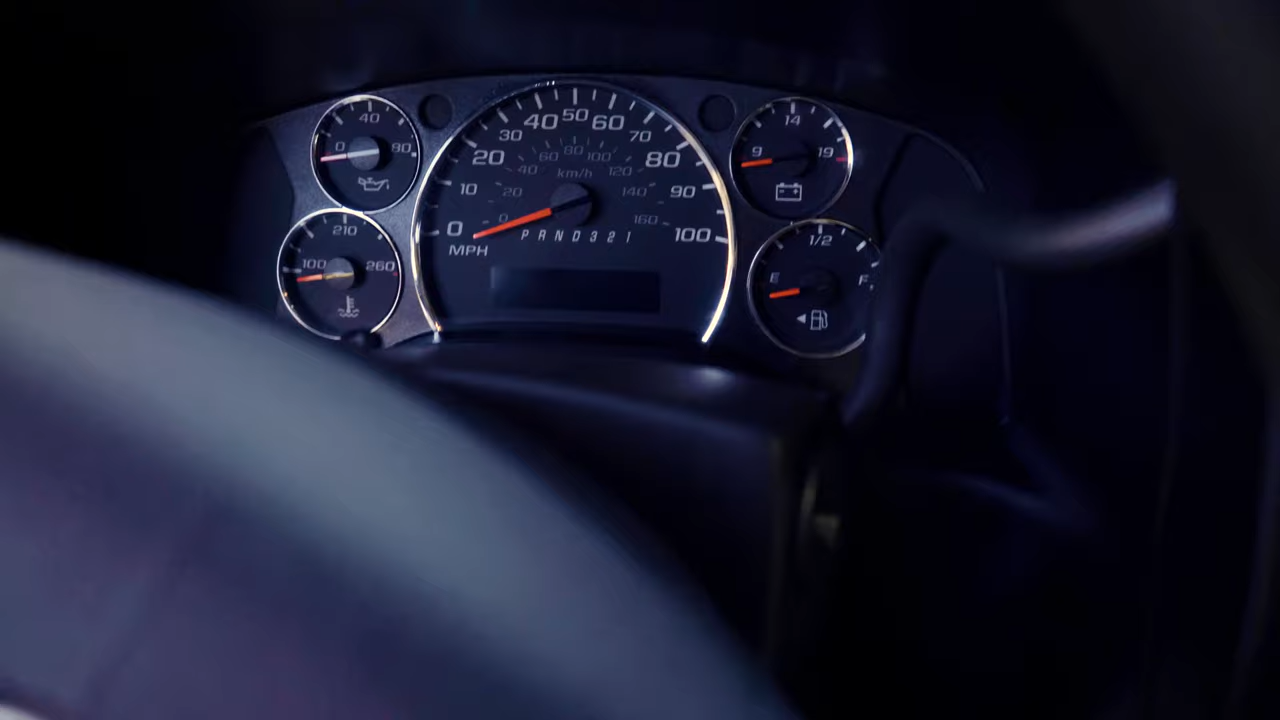 40
0 80
210
100 260
0 10 20 30 40 50 60 70 80 90 100
0 20 40 60 80 100 120 140 160
km/h
MPH
P R N D 3 2 1
14
9 19
1/2
E F